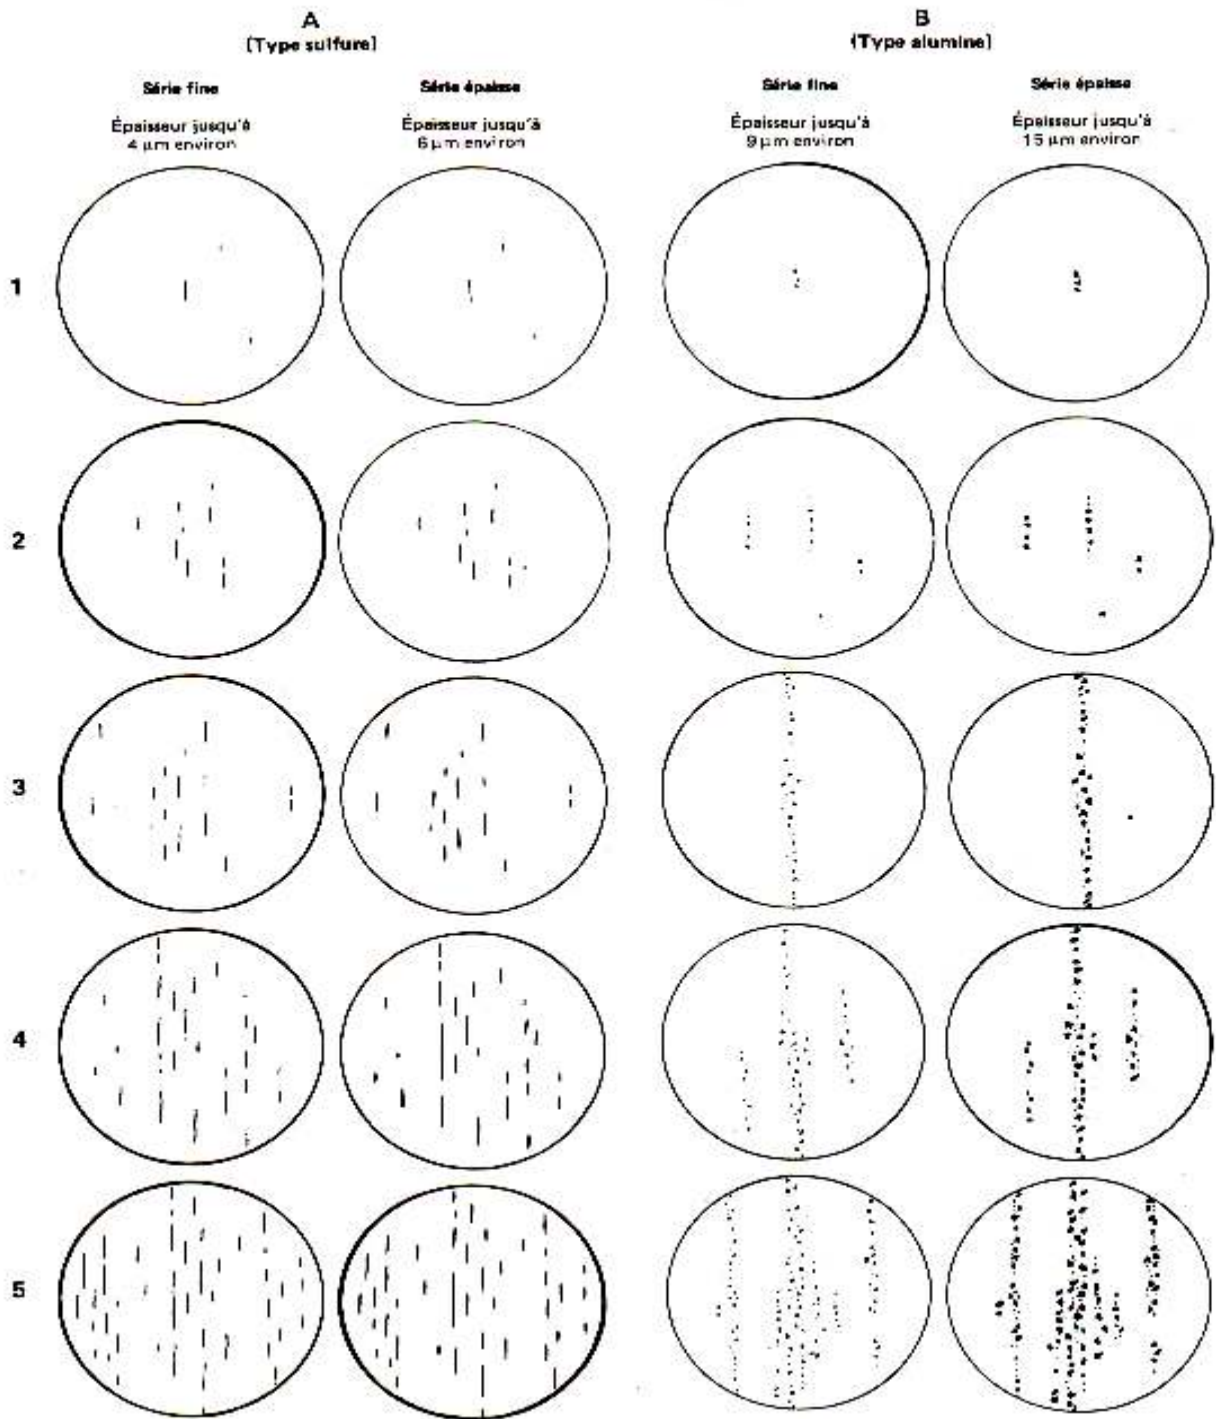 A
(Type sulfure)
B
(Type alumine)
Série fine
Série épaisse
Série fine
Série épaisse
Épaisseur jusqu'à
4 µm environ
Épaisseur jusqu'à
6 µm environ
Épaisseur jusqu'à
9 µm environ
Épaisseur jusqu'à
15 µm environ
1
2
3
4
5